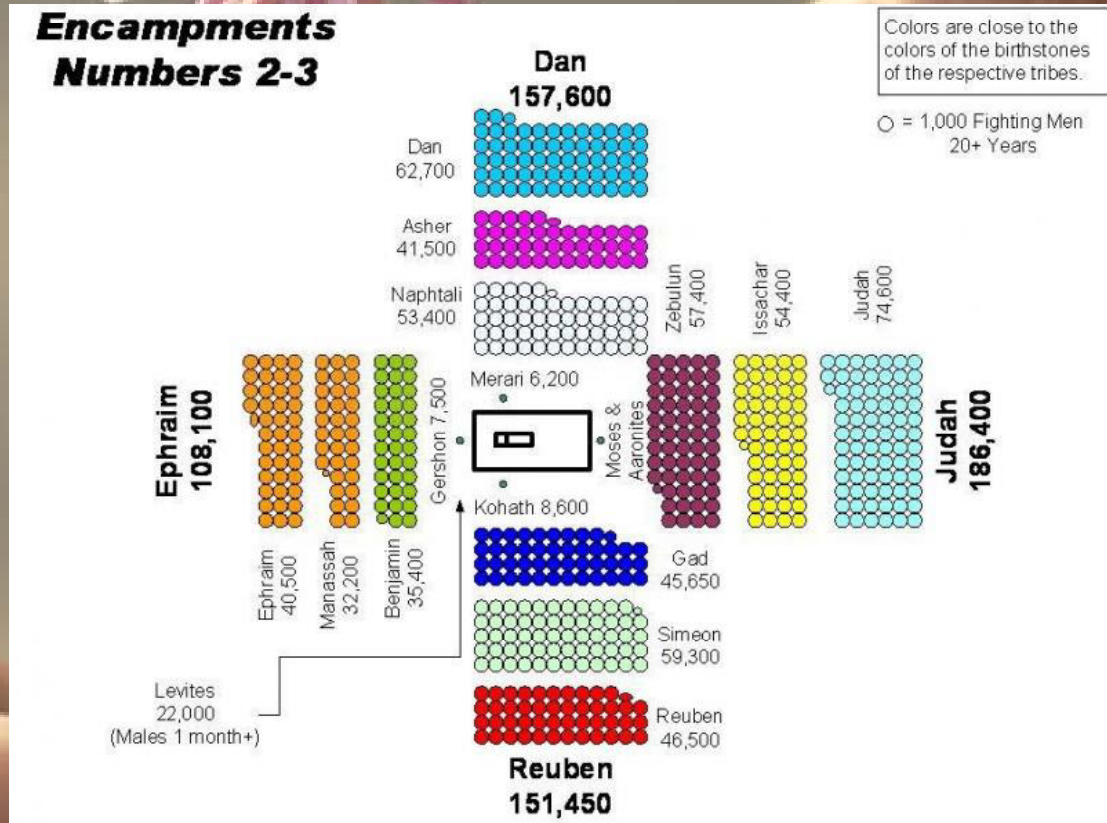 Encampments
Numbers 2-3
Colors are close to the
colors of the birthstones
of the respective tribes.
= 1,000 Fighting Men
20+ Years
Dan
157,600
Dan
62,700
Asher
41,500
Naphtali
53,400
Zebulun
57,400
Issachar
54,400
Judah
74,600
Judah
186,400
Ephraim
108,100
Merari 6,200
Gershon 7,500
Moses &
Aaronites
Kohath 8,600
Ephraim
40,500
Manassah
32,200
Benjamin
35,400
Gad
45,650
Simeon
59,300
Reuben
46,500
Levites
22,000
(Males 1 month+)
Reuben
151,450